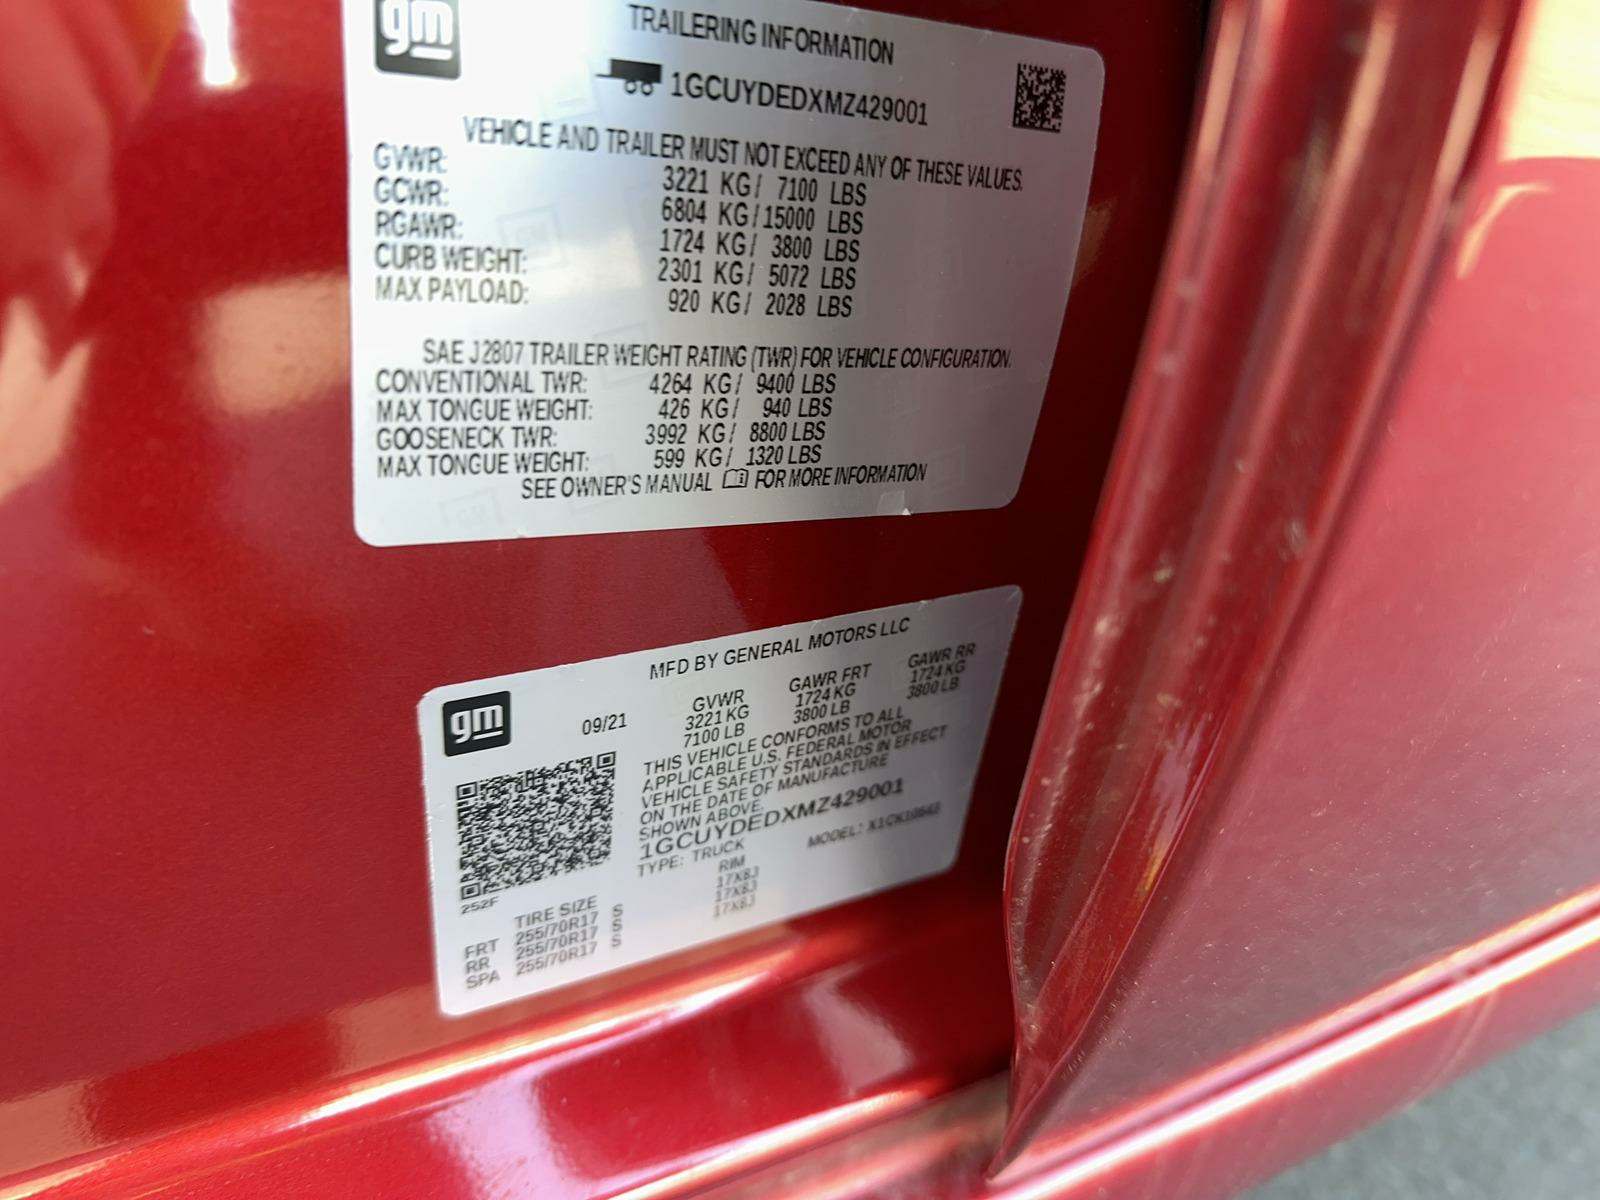 gm
TRAILERING INFORMATION
1GCUYDEDXMZ429001
VEHICLE AND TRAILER MUST NOT EXCEED ANY OF THESE VALUES.
GVWR: 3221 KG/ 7100 LBS
GCWR: 6804 KG/15000 LBS
RGAWR: 1724 KG/ 3800 LBS
CURB WEIGHT: 2301 KG/ 5072 LBS
MAX PAYLOAD: 920 KG/ 2028 LBS
SAE J2807 TRAILER WEIGHT RATING (TWR) FOR VEHICLE CONFIGURATION.
CONVENTIONAL TWR: 4264 KG/ 9400 LBS
MAX TONGUE WEIGHT: 426 KG/ 940 LBS
GOOSENECK TWR: 3992 KG/ 8800 LBS
MAX TONGUE WEIGHT: 599 KG/ 1320 LBS
SEE OWNER'S MANUAL FOR MORE INFORMATION
MFD BY GENERAL MOTORS LLC
gm
09/21
GVWR GAWR FRT GAWR RR
3221 KG 1724 KG 1724 KG
7100 LB 3800 LB 3800 LB
THIS VEHICLE CONFORMS TO ALL
APPLICABLE U.S. FEDERAL MOTOR
VEHICLE SAFETY STANDARDS IN EFFECT
ON THE DATE OF MANUFACTURE
SHOWN ABOVE.
1GCUYDEDXMZ429001
TYPE: TRUCK MODEL:
252F
TIRE SIZE RIM
FRT 255/70R17 S 17X8J
RR 255/70R17 S 17X8J
SPA 255/70R17 S 17X8J